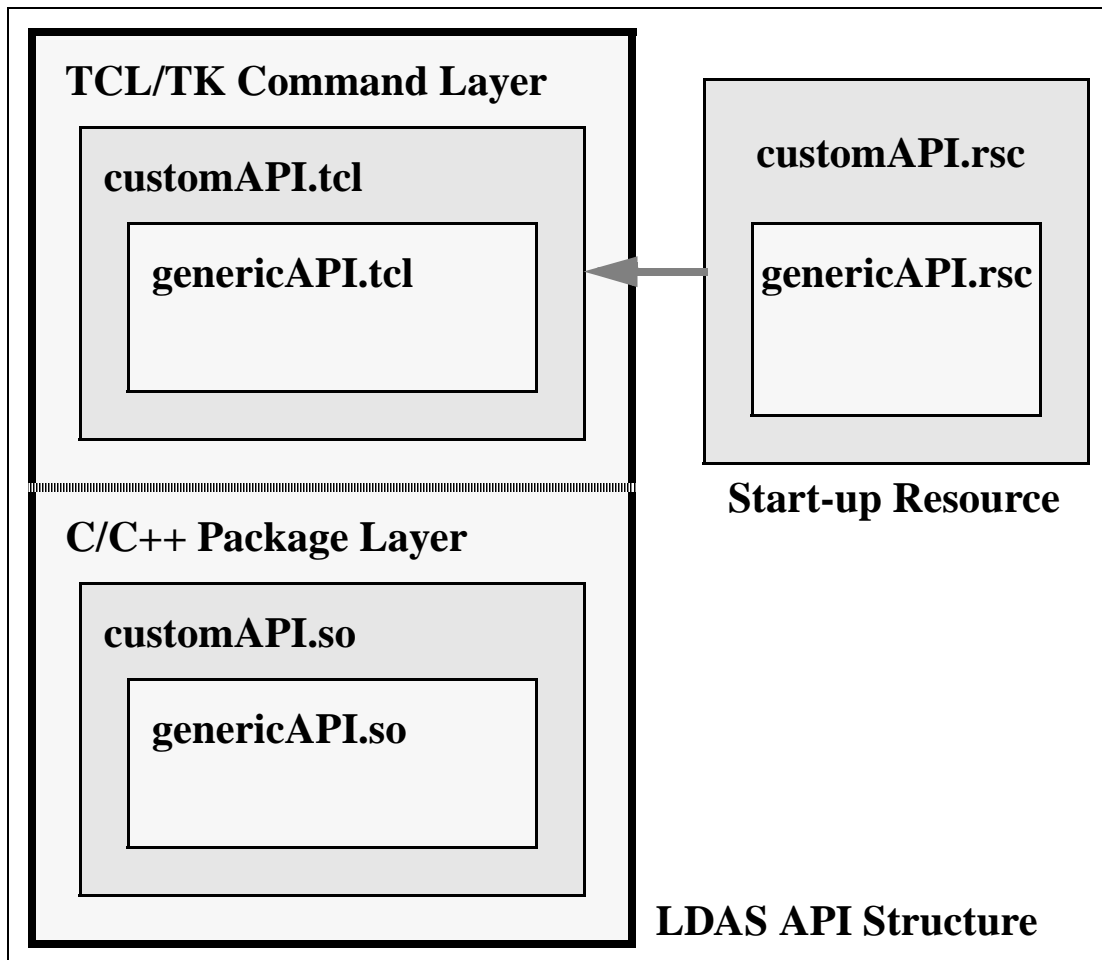 TCL/TK Command Layer
customAPI.tcl
genericAPI.tcl
customAPI.rsc
genericAPI.rsc
Start-up Resource
C/C++ Package Layer
customAPI.so
genericAPI.so
LDAS API Structure